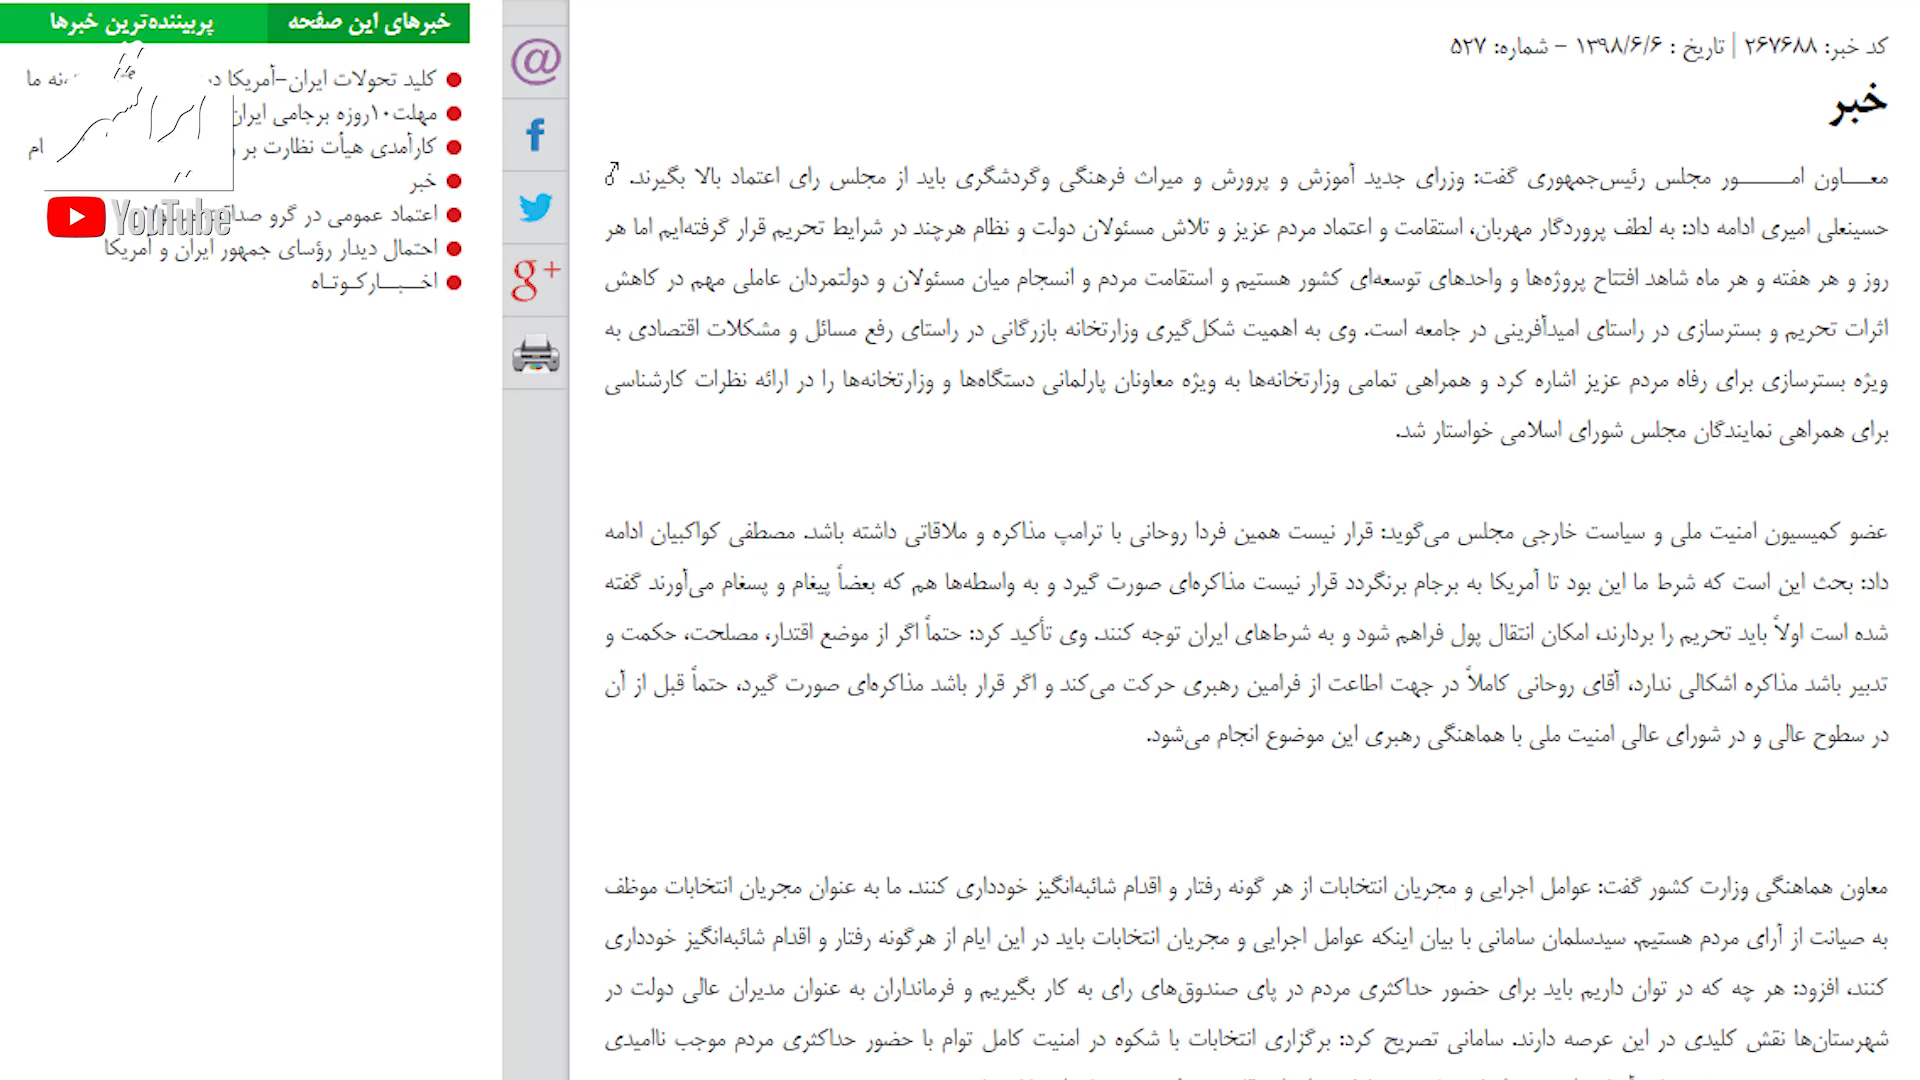 کد خبر: ۲۶۷۶۸۸ | تاریخ : ۱۳۹۸/۶/۶ - شماره: ۵۲۷
خبر
معـــاون امـــــــور مجلس رئیس‌جمهوری گفت: وزرای جدید آموزش و پرورش و میراث فرهنگی وگردشگری باید از مجلس رای اعتماد بالا بگیرند. ♂
حسینعلی امیری ادامه داد: به لطف پروردگار مهربان، استقامت و اعتماد مردم عزیز و تلاش مسئولان دولت و نظام هرچند در شرایط تحریم قرار گرفته‌ایم اما هر
روز و هر هفته و هر ماه شاهد افتتاح پروژه‌ها و واحدهای توسعه‌ای کشور هستیم و استقامت مردم و انسجام میان مسئولان و دولتمردان عاملی مهم در کاهش
اثرات تحریم و بسترسازی در راستای امیدآفرینی در جامعه است. وی به اهمیت شکل‌گیری وزارتخانه بازرگانی در راستای رفع مسائل و مشکلات اقتصادی به
ویژه بسترسازی برای رفاه مردم عزیز اشاره کرد و همراهی تمامی وزارتخانه‌ها به ویژه معاونان پارلمانی دستگاه‌ها و وزارتخانه‌ها را در ارائه نظرات کارشناسی
برای همراهی نمایندگان مجلس شورای اسلامی خواستار شد.
عضو کمیسیون امنیت ملی و سیاست خارجی مجلس می‌گوید: قرار نیست همین فردا روحانی با ترامپ مذاکره و ملاقاتی داشته باشد. مصطفی کواکبیان ادامه
داد: بحث این است که شرط ما این بود تا آمریکا به برجام برنگردد قرار نیست مذاکره‌ای صورت گیرد و به واسطه‌ها هم که بعضاً پیغام و پسغام می‌آورند گفته
شده است اولاً باید تحریم را بردارند، امکان انتقال پول فراهم شود و به شرط‌های ایران توجه کنند. وی تأکید کرد: حتماً اگر از موضع اقتدار، مصلحت، حکمت و
تدبیر باشد مذاکره اشکالی ندارد، آقای روحانی کاملاً در جهت اطاعت از فرامین رهبری حرکت می‌کند و اگر قرار باشد مذاکره‌ای صورت گیرد، حتماً قبل از آن
در سطوح عالی و در شورای عالی امنیت ملی با هماهنگی رهبری این موضوع انجام می‌شود.
معاون هماهنگی وزارت کشور گفت: عوامل اجرایی و مجریان انتخابات از هر گونه رفتار و اقدام شائبه‌انگیز خودداری کنند. ما به عنوان مجریان انتخابات موظف
به صیانت از آرای مردم هستیم. سیدسلمان سامانی با بیان اینکه عوامل اجرایی و مجریان انتخابات باید در این ایام از هرگونه رفتار و اقدام شائبه‌انگیز خودداری
کنند، افزود: هر چه که در توان داریم باید برای حضور حداکثری مردم در پای صندوق‌های رای به کار بگیریم و فرمانداران به عنوان مدیران عالی دولت در
شهرستان‌ها نقش کلیدی در این عرصه دارند. سامانی تصریح کرد: برگزاری انتخابات با شکوه در امنیت کامل توام با حضور حداکثری مردم موجب ناامیدی
خبرهای این صفحه
پربیننده‌ترین خبرها
کلید تحولات ایران-آمریکا ما
مهلت۱۰روزه برجامی ایران
کارآمدی هیأت نظارت بر
خبر
اعتماد عمومی در گرو
احتمال دیدار رؤسای جمهور ایران و آمریکا
اخـــبـــار کـوتـاه
ایرانشهر
YouTube